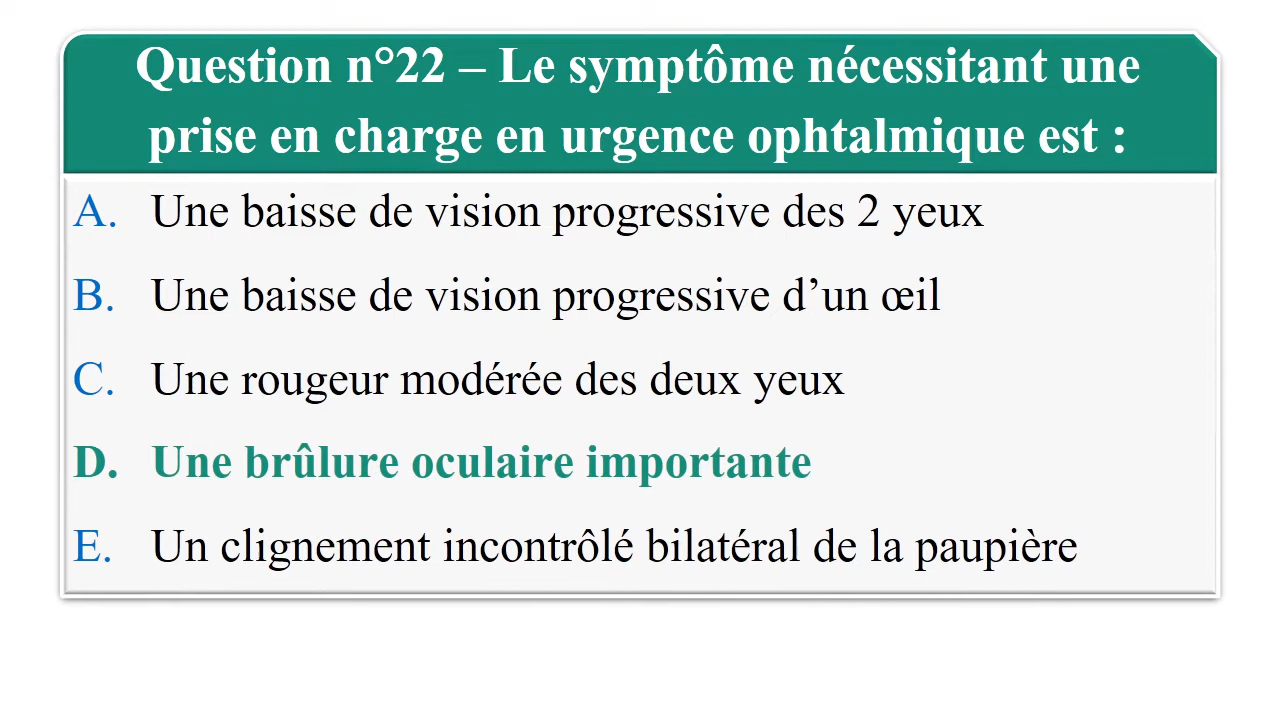 Question n°22 – Le symptôme nécessitant une
prise en charge en urgence ophtalmique est :
A. Une baisse de vision progressive des 2 yeux
B. Une baisse de vision progressive d’un œil
C. Une rougeur modérée des deux yeux
D. Une brûlure oculaire importante
E. Un clignement incontrôlé bilatéral de la paupière